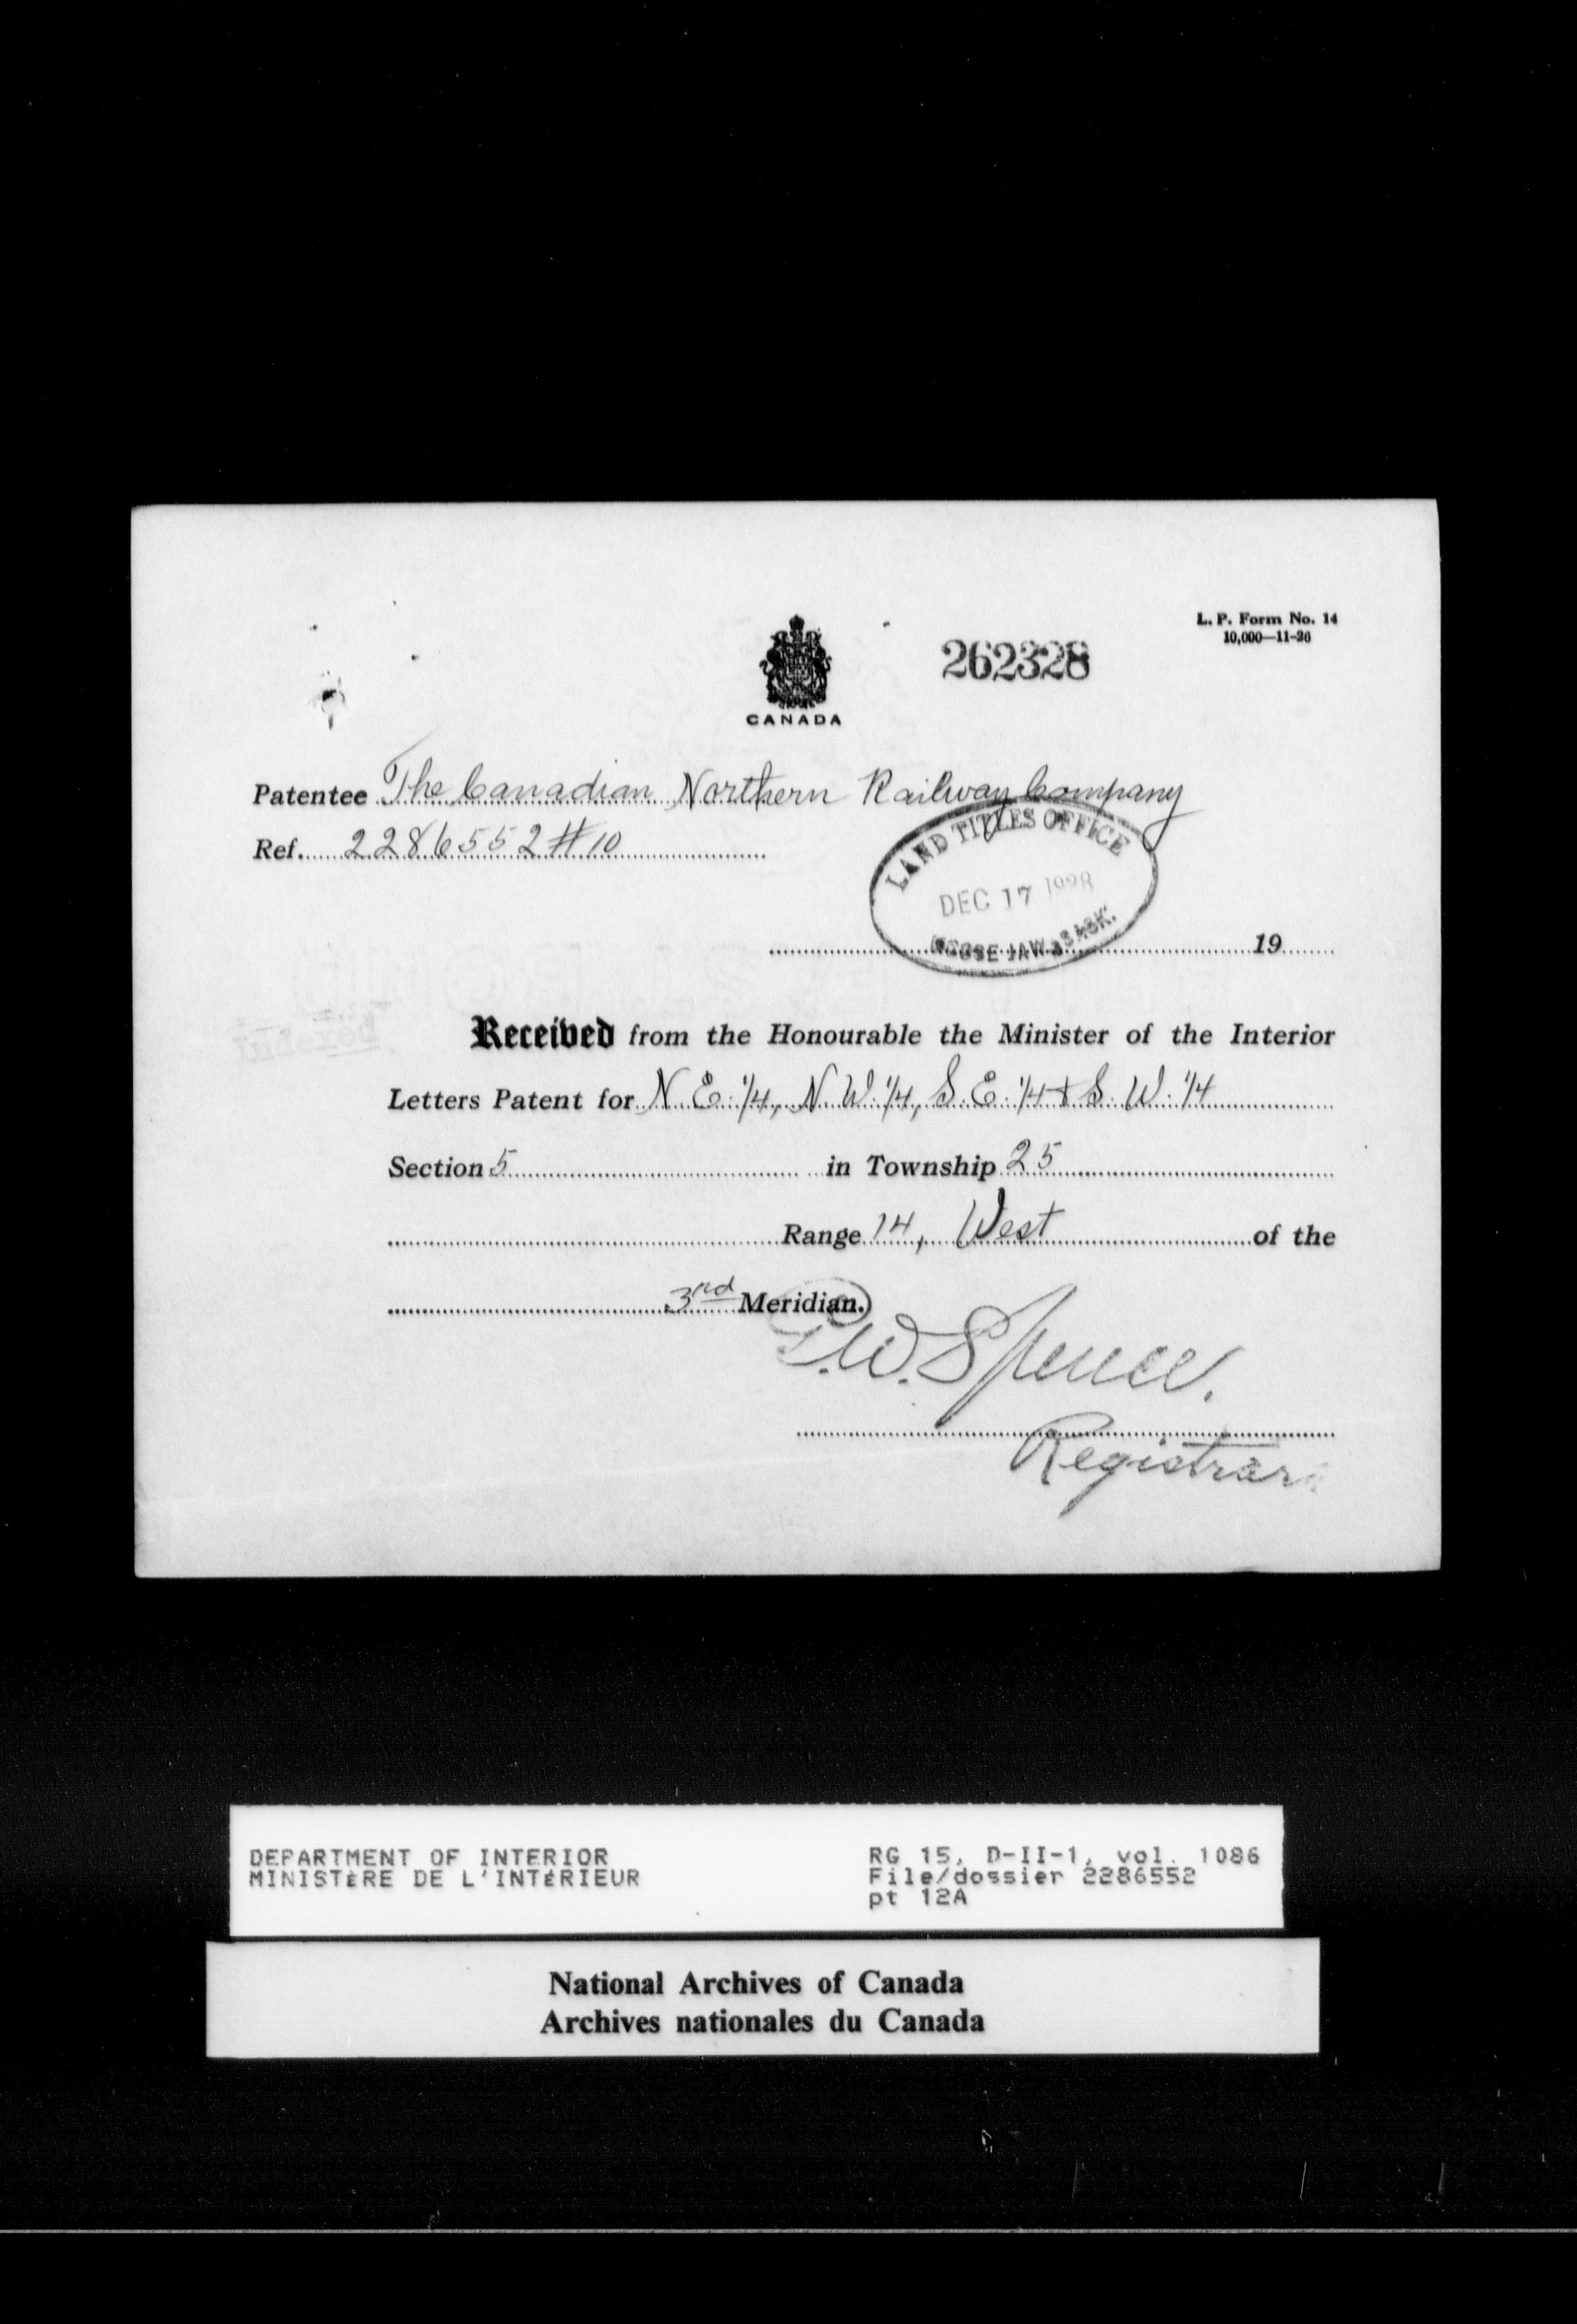 L. P. Form No. 14
10,000—11-26
262328
CANADA
Patentee The Canadian Northern Railway Company
Ref. 2286552 #10
LAND TITLES OFFICE
DEC 17 1928
MOOSE JAW, SASK.
19
Indexed
Received from the Honourable the Minister of the Interior
Letters Patent for N.E. 1/4, N.W. 1/4, S.E. 1/4 & S.W. 1/4
Section 5 in Township 25
Range 14, West of the
3rd Meridian.
W. Spence.
Registrar
DEPARTMENT OF INTERIOR
MINISTÈRE DE L'INTÉRIEUR
RG 15, D-II-1, vol. 1086
File/dossier 2286552
pt 12A
National Archives of Canada
Archives nationales du Canada